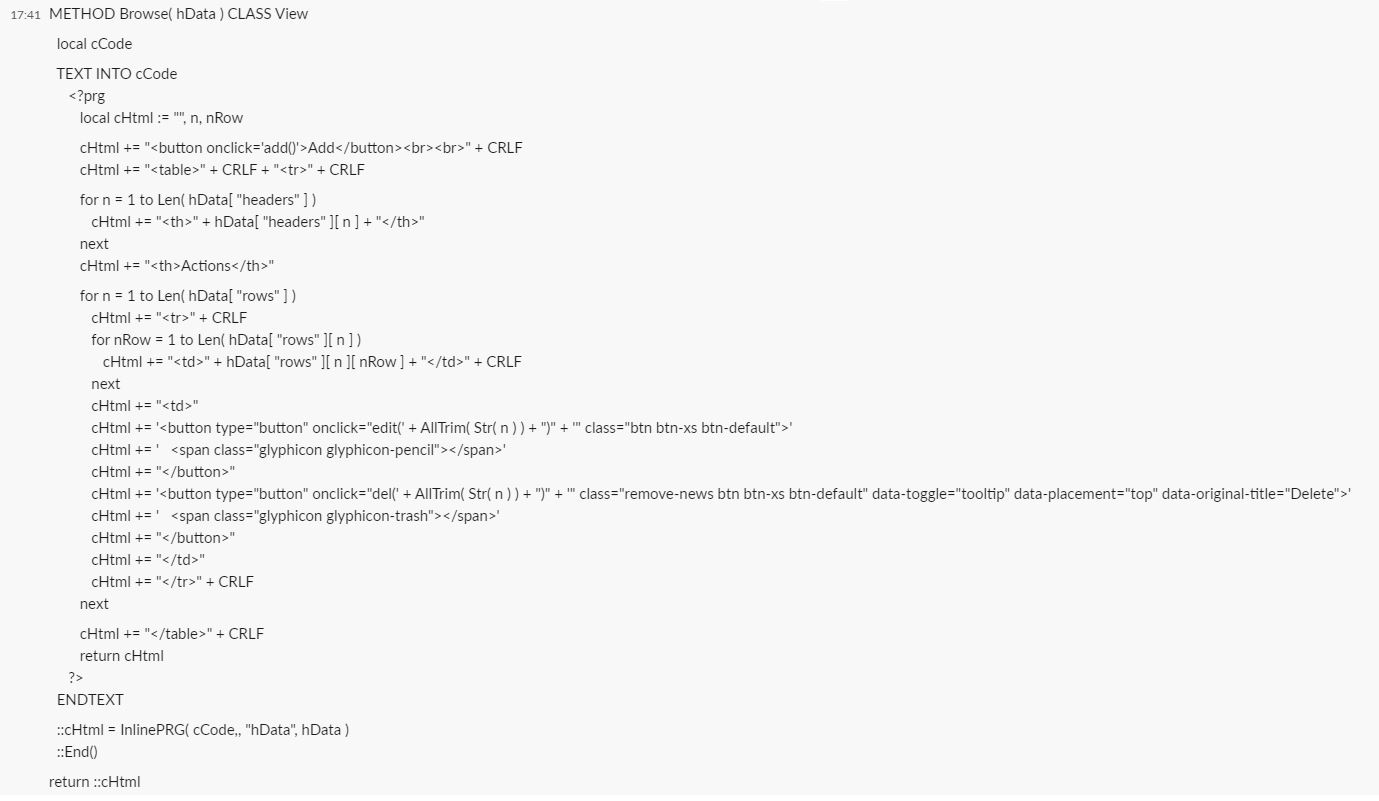 17:41 METHOD Browse( hData ) CLASS View
local cCode
TEXT INTO cCode
<?prg
local cHtml := "", n, nRow
cHtml += "<button onclick='add()'>Add</button><br><br>" + CRLF
cHtml += "<table>" + CRLF + "<tr>" + CRLF
for n = 1 to Len( hData[ "headers" ] )
cHtml += "<th>" + hData[ "headers" ][ n ] + "</th>"
next
cHtml += "<th>Actions</th>"
for n = 1 to Len( hData[ "rows" ] )
cHtml += "<tr>" + CRLF
for nRow = 1 to Len( hData[ "rows" ][ n ] )
cHtml += "<td>" + hData[ "rows" ][ n ][ nRow ] + "</td>" + CRLF
next
cHtml += "<td>"
cHtml += '<button type="button" onclick="edit(' + AllTrim( Str( n ) ) + ")" + '" class="btn btn-xs btn-default">'
cHtml += '   <span class="glyphicon glyphicon-pencil"></span>'
cHtml += "</button>"
cHtml += '<button type="button" onclick="del(' + AllTrim( Str( n ) ) + ")" + '" class="remove-news btn btn-xs btn-default" data-toggle="tooltip" data-placement="top" data-original-title="Delete">'
cHtml += '   <span class="glyphicon glyphicon-trash"></span>'
cHtml += "</button>"
cHtml += "</td>"
cHtml += "</tr>" + CRLF
next
cHtml += "</table>" + CRLF
return cHtml
?>
ENDTEXT
::cHtml = InlinePRG( cCode,, "hData", hData )
::End()
return ::cHtml